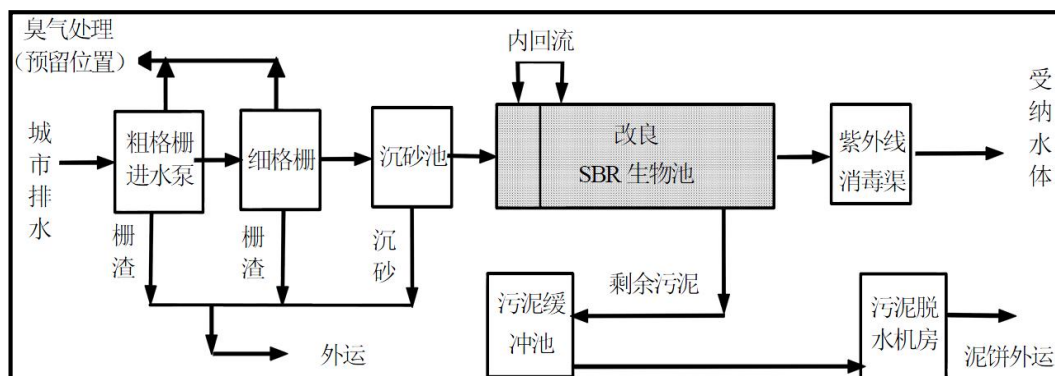 臭气处理
（预留位置）
内回流
城市排水
粗格栅
进水泵
细格栅
沉砂池
改良
SBR 生物池
紫外线
消毒渠
受纳水体
栅渣
栅渣
沉砂
外运
剩余污泥
污泥缓
冲池
污泥脱
水机房
泥饼外运